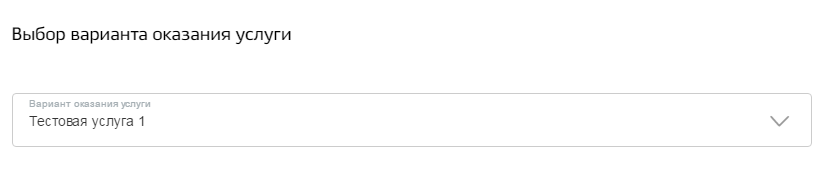 Выбор варианта оказания услуги
Вариант оказания услуги
Тестовая услуга 1